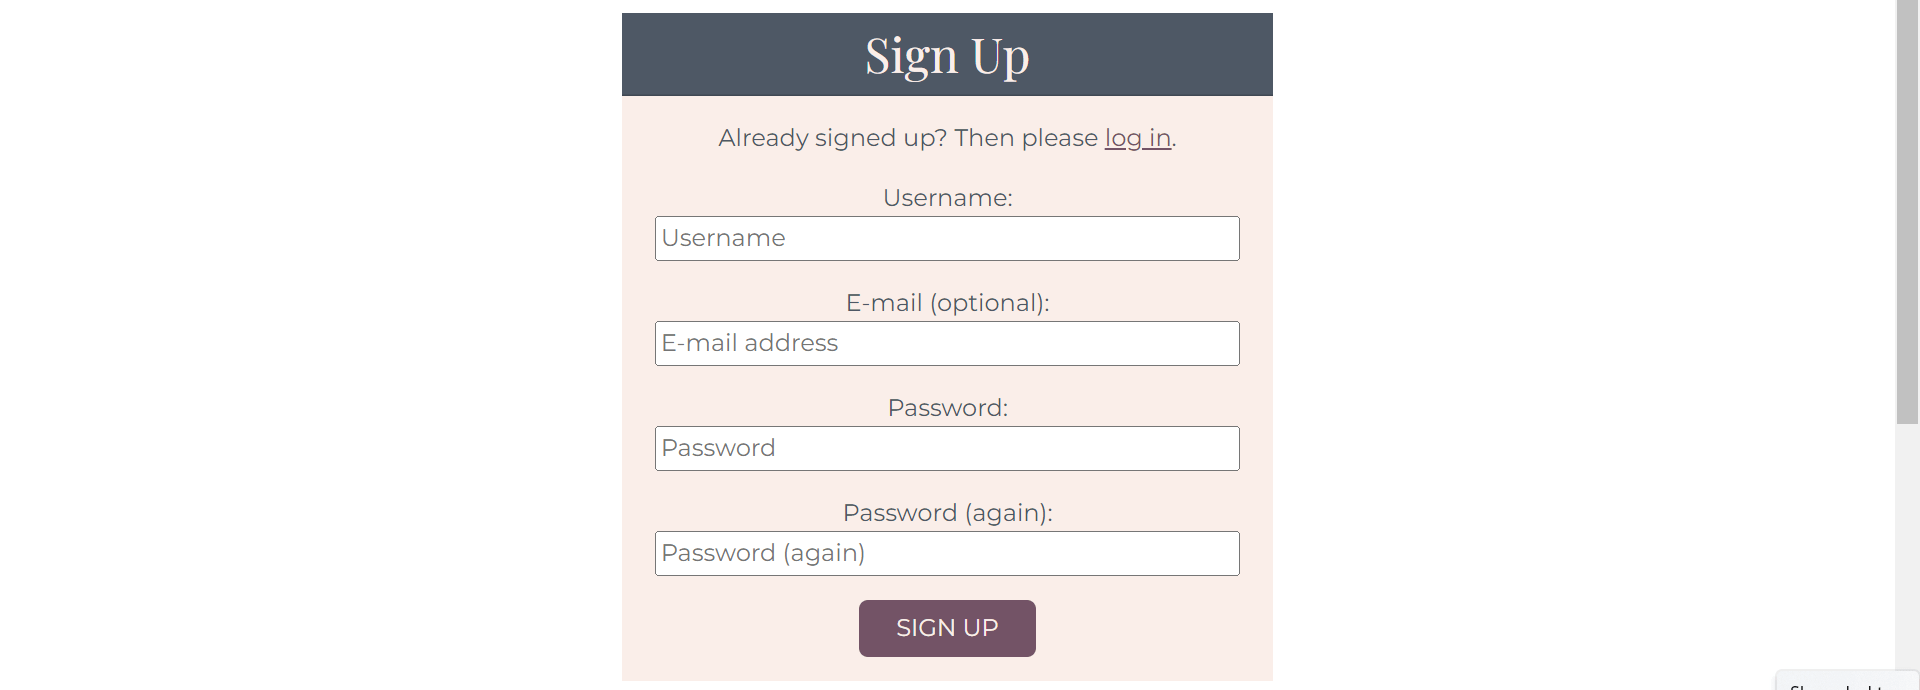 Sign Up
Already signed up? Then please log in.
Username:
Username
E-mail (optional):
E-mail address
Password:
Password
Password (again):
Password (again)
SIGN UP